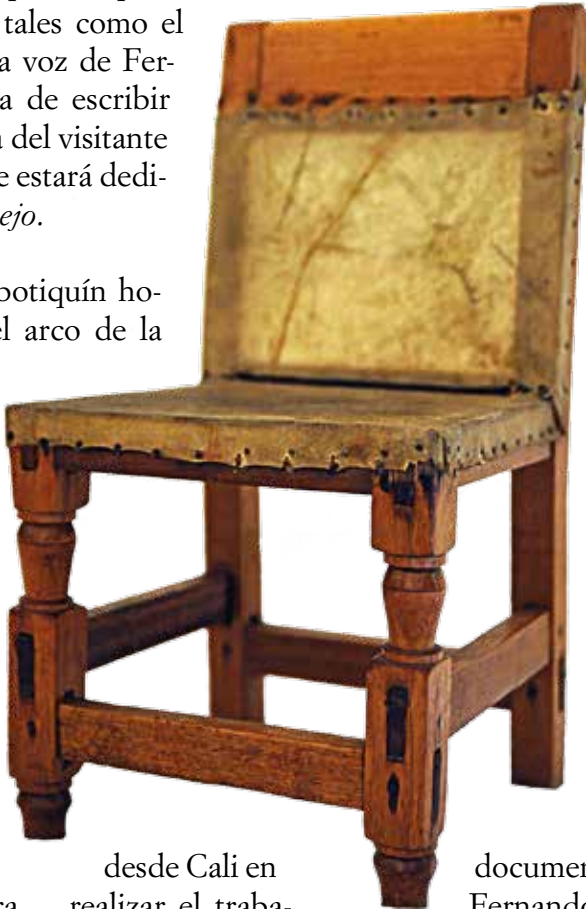 tales como el
a voz de Fer-
a de escribir
del visitante
e estará dedi-
ejo.
botiquín ho-
el arco de la
desde Cali en
documen
realizar el traba-
Fernando